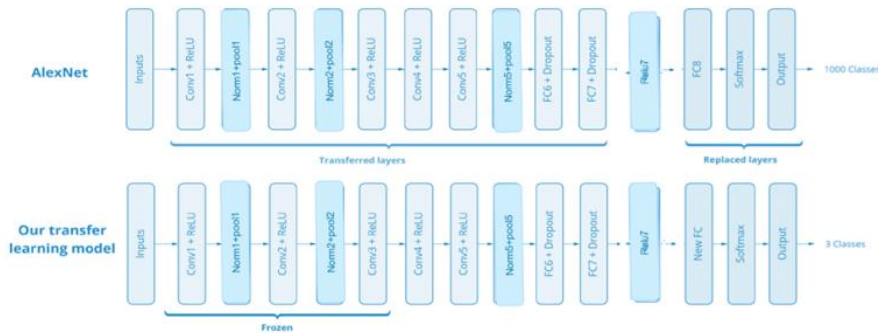 AlexNet
Inputs
Conv1 + ReLU
Norm1+pool1
Conv2 + ReLU
Norm2+pool2
Conv3 + ReLU
Conv4 + ReLU
Conv5 + ReLU
Norm5+pool5
FC6 + Dropout
FC7 + Dropout
Relu7
FC8
Softmax
Output
1000 Classes
Transferred layers
Replaced layers
Our transfer
learning model
Inputs
Conv1 + ReLU
Norm1+pool1
Conv2 + ReLU
Norm2+pool2
Conv3 + ReLU
Conv4 + ReLU
Conv5 + ReLU
Norm5+pool5
FC6 + Dropout
FC7 + Dropout
Relu7
New FC
Softmax
Output
3 Classes
Frozen